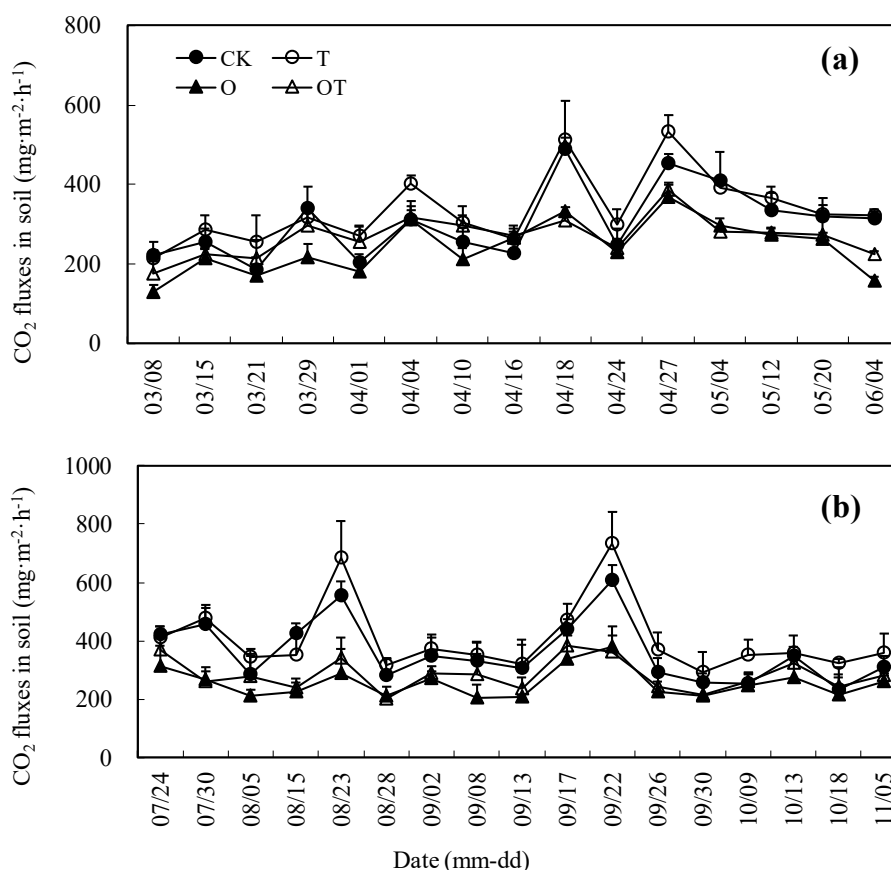 800
600
400
200
0
CO₂ fluxes in soil (mg·m⁻²·h⁻¹)
CK T
O OT
(a)
03/08 03/15 03/21 03/29 04/01 04/04 04/10 04/16 04/18 04/24 04/27 05/04 05/12 05/20 06/04
1000
800
600
400
200
0
CO₂ fluxes in soil (mg·m⁻²·h⁻¹)
(b)
07/24 07/30 08/05 08/15 08/23 08/28 09/02 09/08 09/13 09/17 09/22 09/26 09/30 10/09 10/13 10/18 11/05
Date (mm-dd)